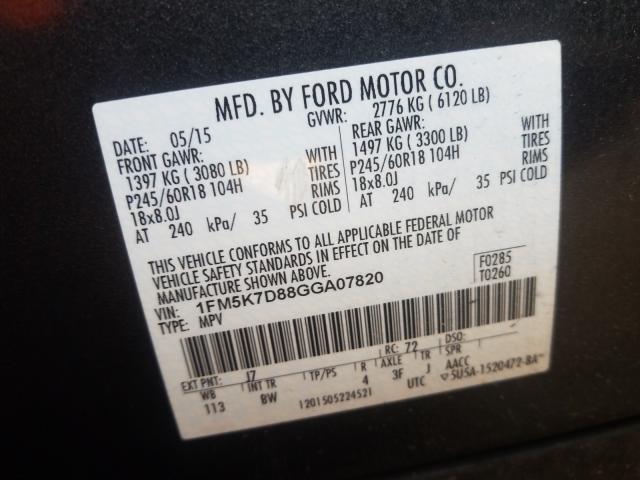 MFD. BY FORD MOTOR CO.
DATE: 05/15 GVWR: 2776 KG ( 6120 LB)
FRONT GAWR: WITH REAR GAWR: WITH
1397 KG ( 3080 LB) TIRES 1497 KG ( 3300 LB) TIRES
P245/60R18 104H RIMS P245/60R18 104H RIMS
18x8.0J 18x8.0J
AT 240 kPa/ 35 PSI COLD AT 240 kPa/ 35 PSI COLD
THIS VEHICLE CONFORMS TO ALL APPLICABLE FEDERAL MOTOR
VEHICLE SAFETY STANDARDS IN EFFECT ON THE DATE OF
MANUFACTURE SHOWN ABOVE.
VIN: 1FM5K7D88GGA07820 F0285
TYPE: MPV T0260
EXT PNT: J7 RC: 72 DSO:
WB INT TR TP/PS R AXLE TR SPR
113 BW 4 3F J AACC
1201505224521 UTC 5U5A-1520472-BA